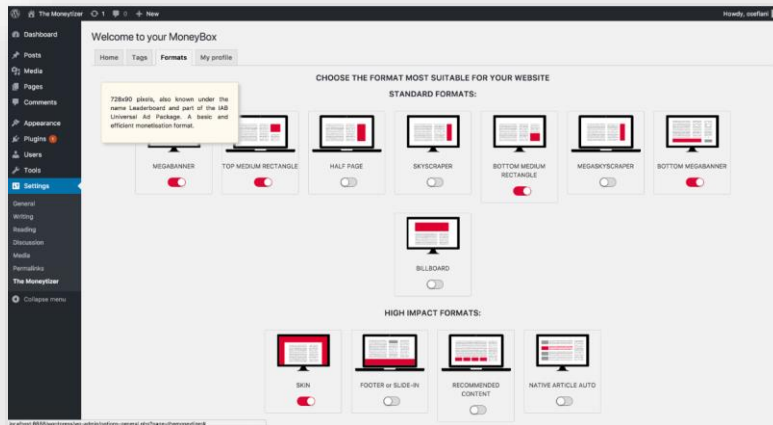 The Moneytizer 1 0 + New
Howdy, osefiani
Dashboard
Posts
Media
Pages
Comments
Appearance
Plugins
Users
Tools
Settings
General
Writing
Reading
Discussion
Media
Permalinks
The Moneytizer
Collapse menu
Welcome to your MoneyBox
Home Tags Formats My profile
CHOOSE THE FORMAT MOST SUITABLE FOR YOUR WEBSITE
STANDARD FORMATS:
728x90 pixels, also known under the
name Leaderboard and part of the IAB
Universal Ad Package. A basic and
efficient monetisation format.
MEGABANNER
TOP MEDIUM RECTANGLE
HALF PAGE
SKYSCRAPER
BOTTOM MEDIUM
RECTANGLE
MEGASKYSCRAPER
BOTTOM MEGABANNER
BILLBOARD
HIGH IMPACT FORMATS:
SKIN
FOOTER or SLIDE-IN
RECOMMENDED
CONTENT
NATIVE ARTICLE AUTO